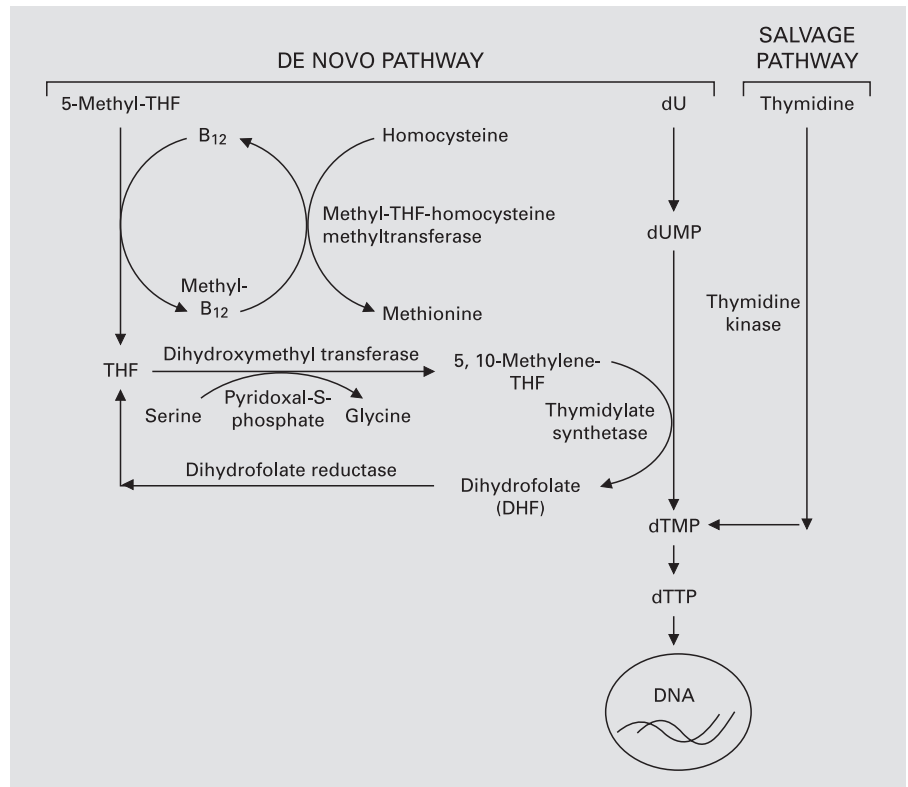 DE NOVO PATHWAY
SALVAGE
PATHWAY
5-Methyl-THF
dU
Thymidine
B₁₂
Homocysteine
Methyl-THF-homocysteine
methyltransferase
dUMP
Methyl-
B₁₂
Methionine
Thymidine
kinase
THF
Dihydroxymethyl transferase
5, 10-Methylene-
THF
Serine
Pyridoxal-S-
phosphate
Glycine
Thymidylate
synthetase
Dihydrofolate reductase
Dihydrofolate
(DHF)
dTMP
dTTP
DNA